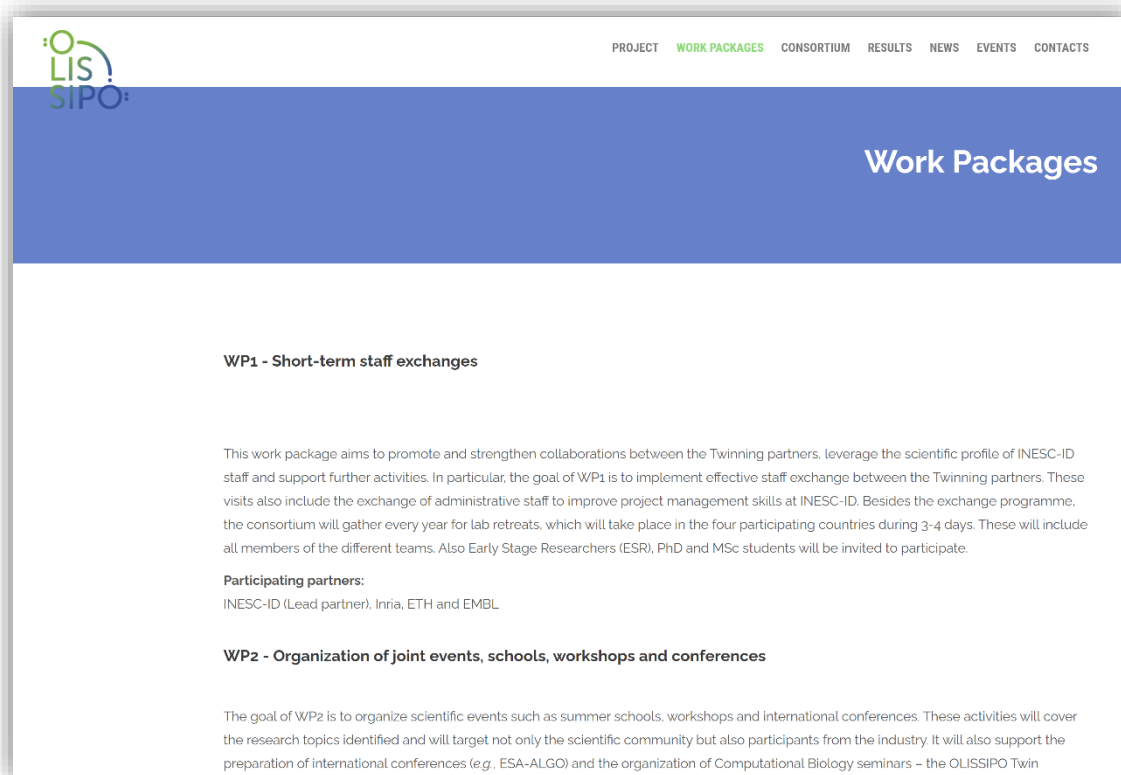 :O
LIS
SIPO:
PROJECT WORK PACKAGES CONSORTIUM RESULTS NEWS EVENTS CONTACTS
Work Packages
WP1 - Short-term staff exchanges
This work package aims to promote and strengthen collaborations between the Twinning partners, leverage the scientific profile of INESC-ID
staff and support further activities. In particular, the goal of WP1 is to implement effective staff exchange between the Twinning partners. These
visits also include the exchange of administrative staff to improve project management skills at INESC-ID. Besides the exchange programme,
the consortium will gather every year for lab retreats, which will take place in the four participating countries during 3-4 days. These will include
all members of the different teams. Also Early Stage Researchers (ESR), PhD and MSc students will be invited to participate.
Participating partners:
INESC-ID (Lead partner), Inria, ETH and EMBL
WP2 - Organization of joint events, schools, workshops and conferences
The goal of WP2 is to organize scientific events such as summer schools, workshops and international conferences. These activities will cover
the research topics identified and will target not only the scientific community but also participants from the industry. It will also support the
preparation of international conferences (e.g., ESA-ALGO) and the organization of Computational Biology seminars – the OLISSIPO Twin